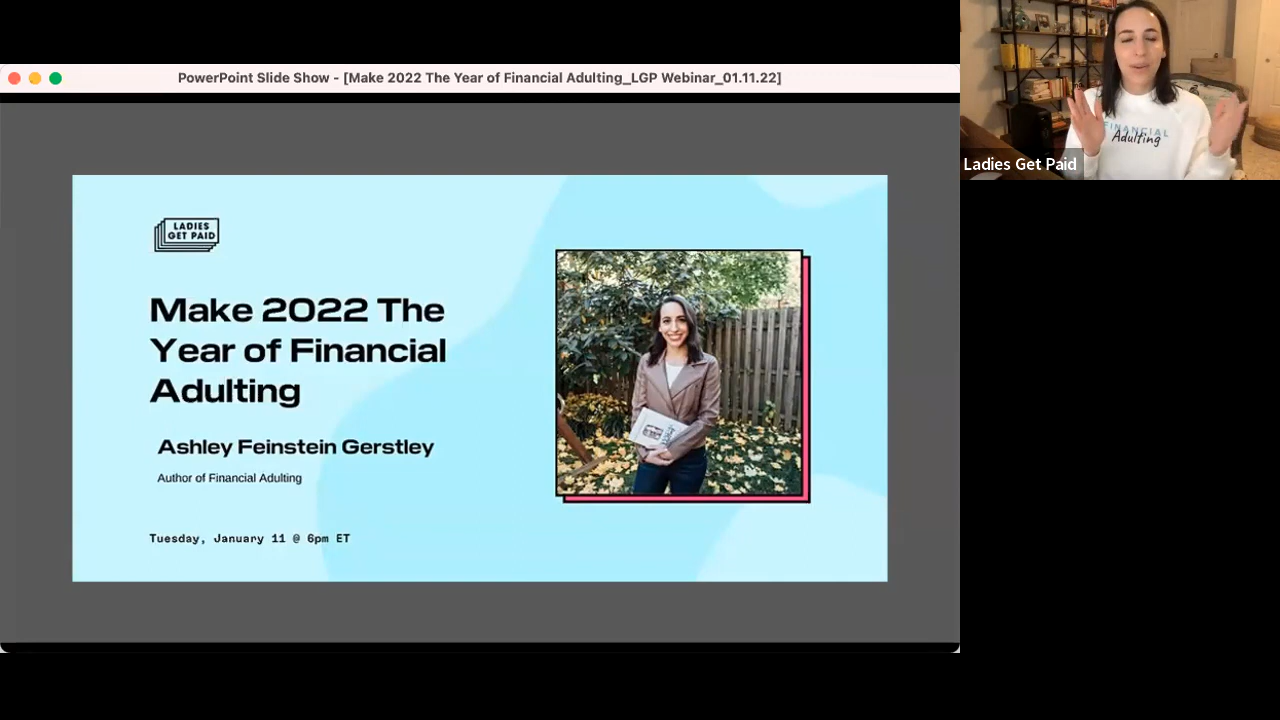 PowerPoint Slide Show - [Make 2022 The Year of Financial Adulting_LGP Webinar_01.11.22]
LADIES
GET PAID
Make 2022 The
Year of Financial
Adulting
Ashley Feinstein Gerstley
Author of Financial Adulting
Tuesday, January 11 @ 6pm ET
FINANCIAL
Adulting
Ladies Get Paid